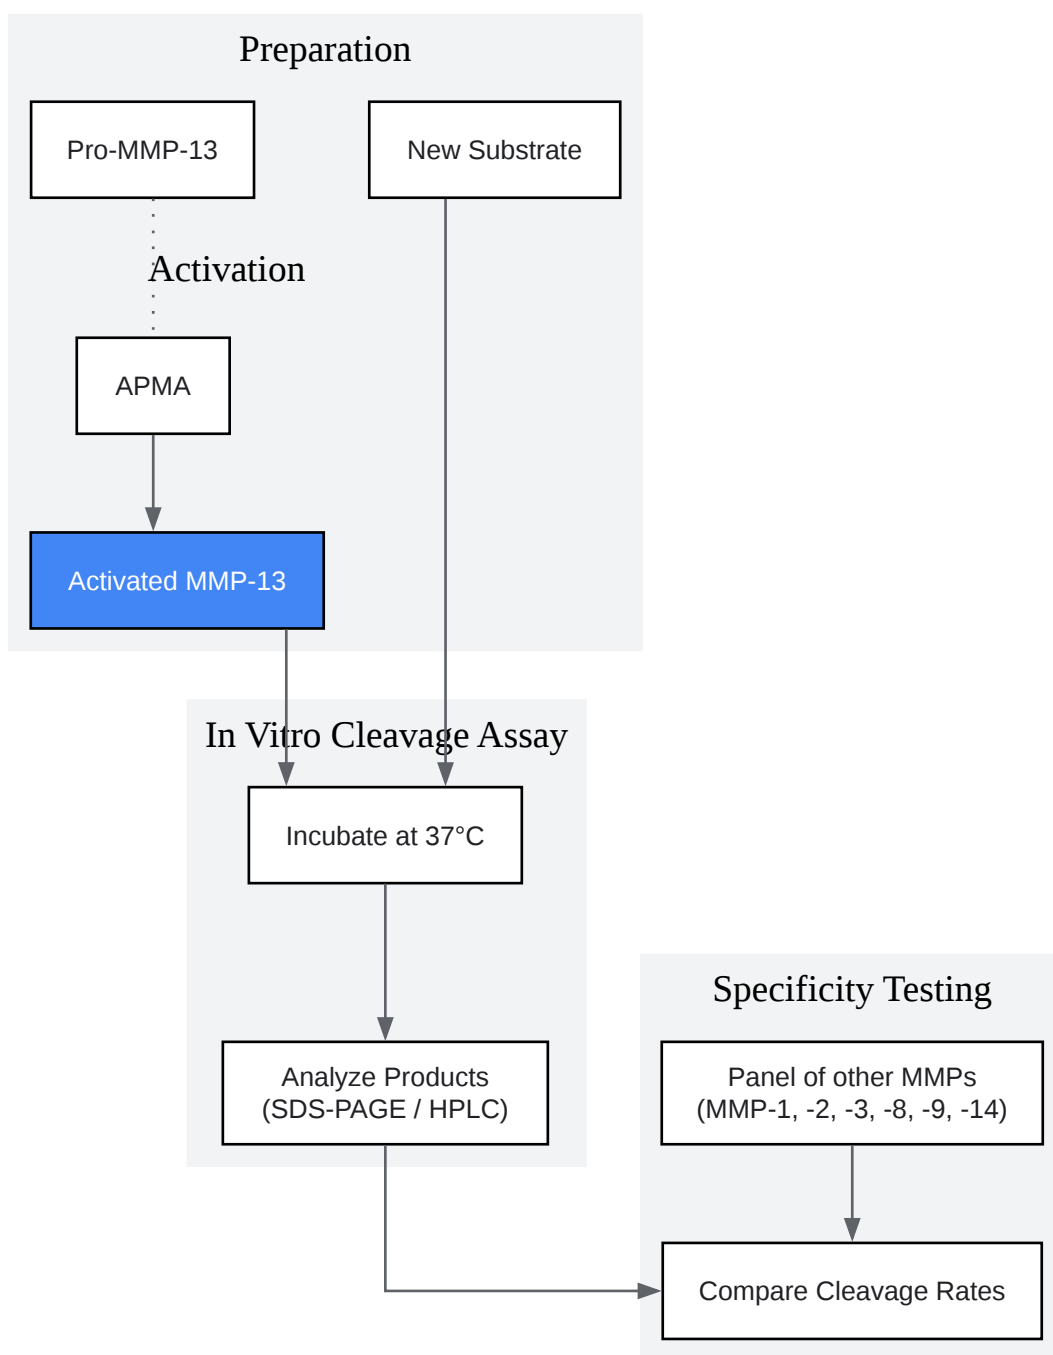 Preparation
Pro-MMP-13
New Substrate
Activation
APMA
Activated MMP-13
In Vitro Cleavage Assay
Incubate at 37°C
Analyze Products
(SDS-PAGE / HPLC)
Specificity Testing
Panel of other MMPs
(MMP-1, -2, -3, -8, -9, -14)
Compare Cleavage Rates